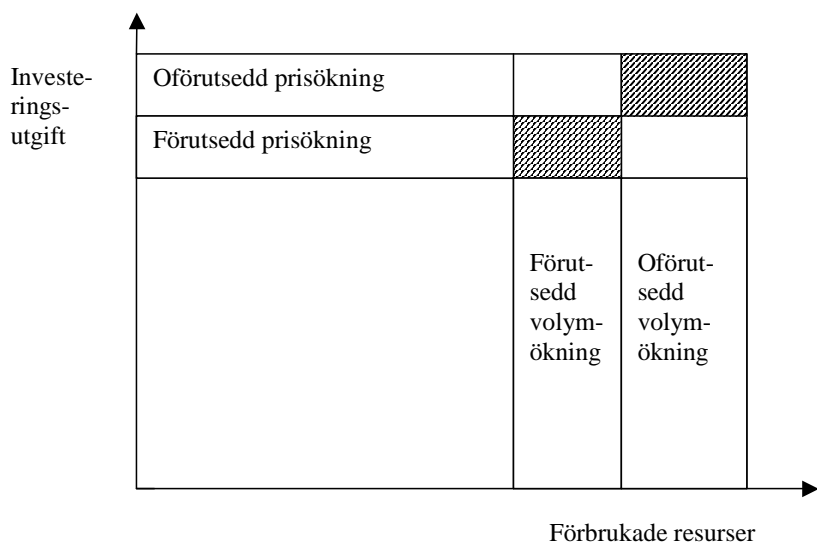 Investe-
rings-
utgift
Oförutsedd prisökning
Förutsedd prisökning
Förut-
sedd
volym-
ökning
Oförut-
sedd
volym-
ökning
Förbrukade resurser